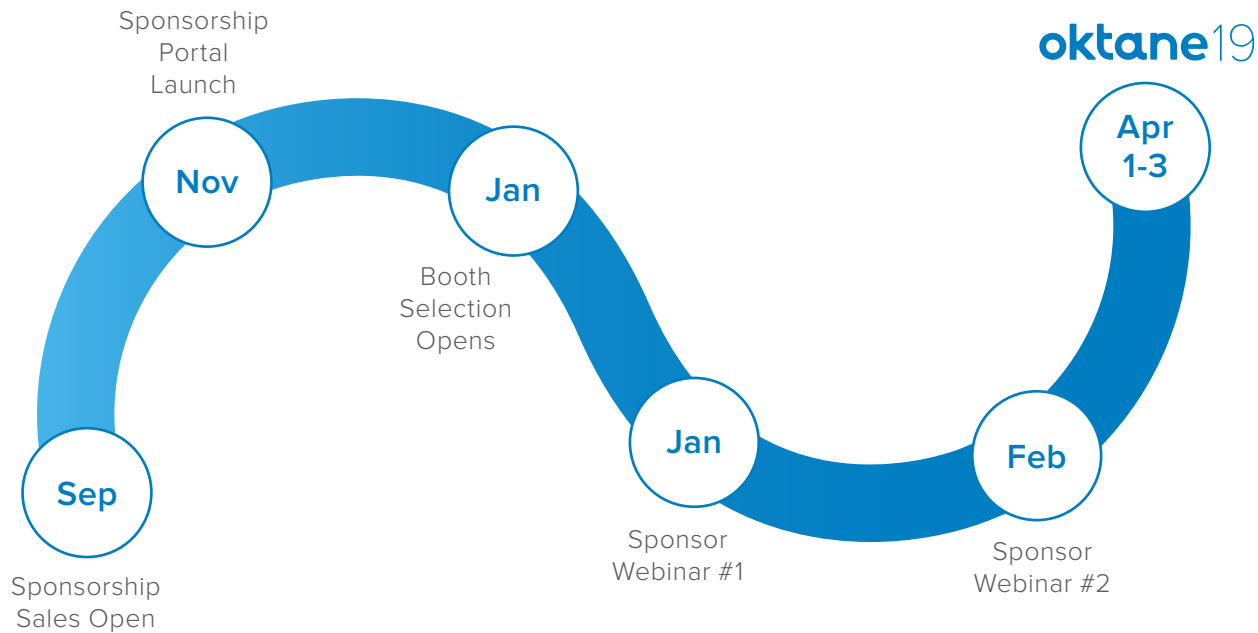 Sponsorship
Portal
Launch
oktane19
Nov
Jan
Apr
1-3
Booth
Selection
Opens
Jan
Feb
Sep
Sponsor
Webinar #1
Sponsor
Webinar #2
Sponsorship
Sales Open